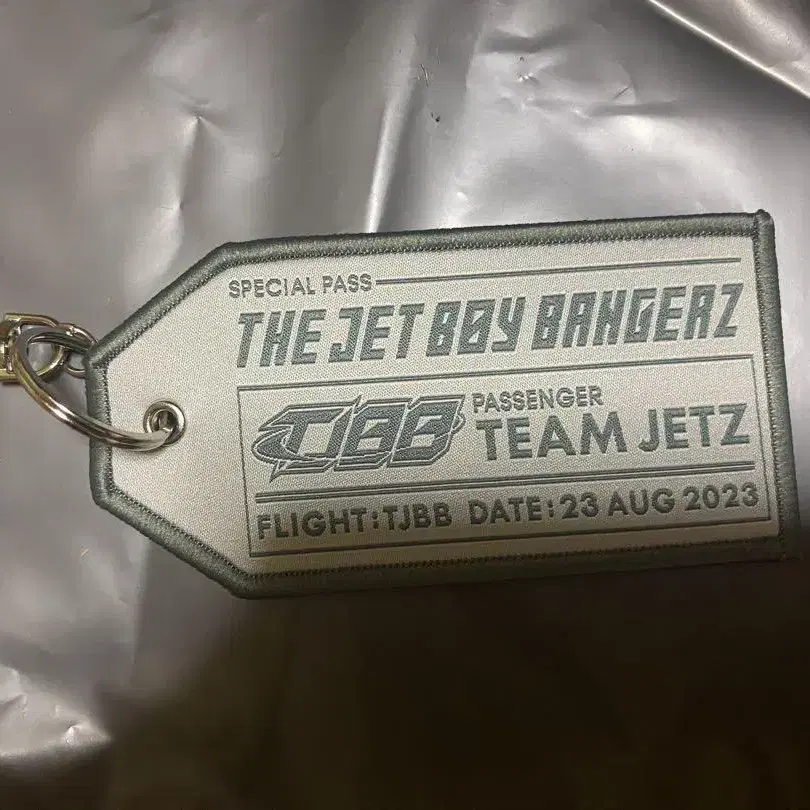 SPECIAL PASS
THE JET BOY BANGERZ
TJBB
PASSENGER
TEAM JETZ
FLIGHT:TJBB DATE:23 AUG 2023